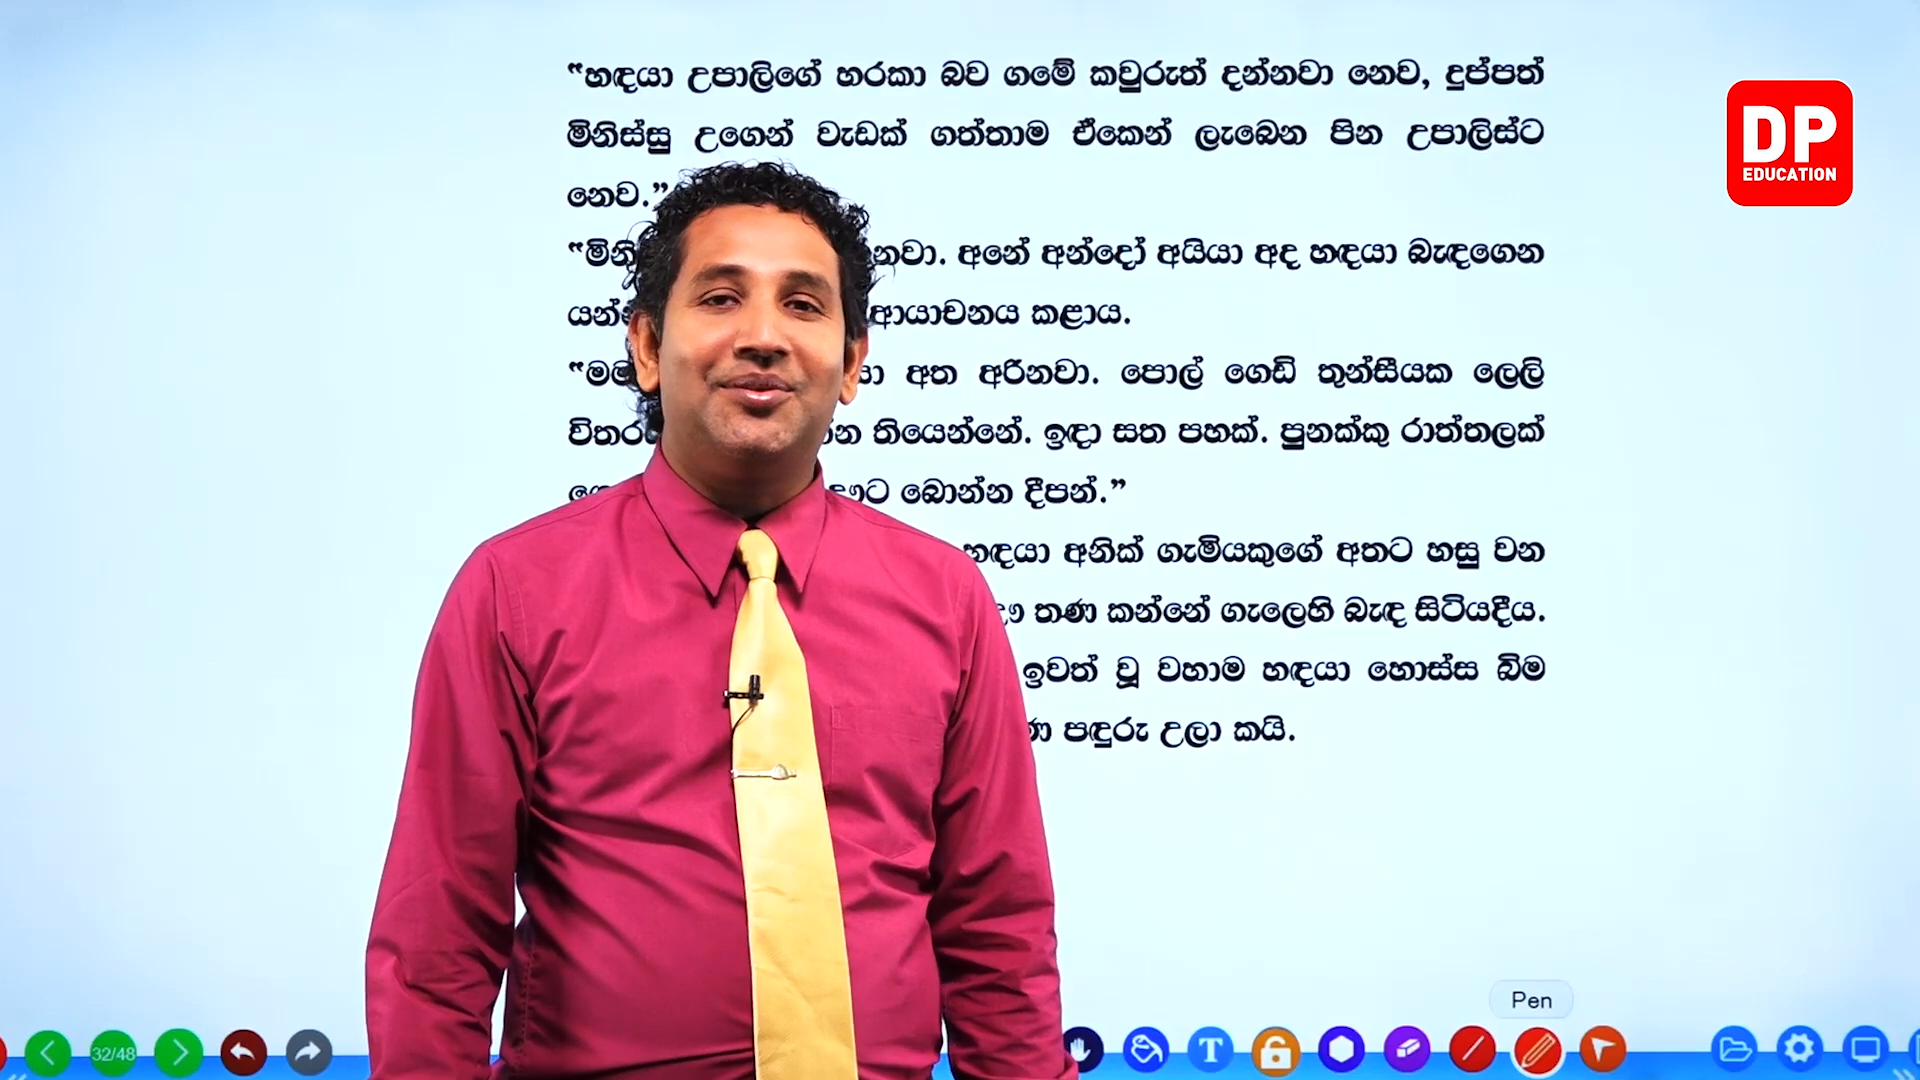 “හඳයා උපාලිගේ හරකා බව ගමේ කවුරුත් දන්නවා නෙව, දුප්පත්
මිනිස්සු උගෙන් වැඩක් ගත්තාම ඒකෙන් ලැබෙන පින උපාලිස්ට
නෙව.”
අනේ අන්දෝ අයියා අද හඳයා බැඳගෙන
ආයාචනය කළාය.
අත අරිනවා. පොල් ගෙඩි තුන්සීයක ලෙලි
තියෙන්නේ. ඉඳා සත පහක්. පුනක්කු රාත්තලක්
බොන්න දීපන්.”
හඳයා අනික් ගැමියකුගේ අතට හසු වන
තණ කන්නේ ගැලෙහි බැඳ සිටියදීය.
ඉවත් වූ වහාම හඳයා හොස්ස බිම
පඳුරු උලා කයි.
DP
EDUCATION
Pen
32/48
T